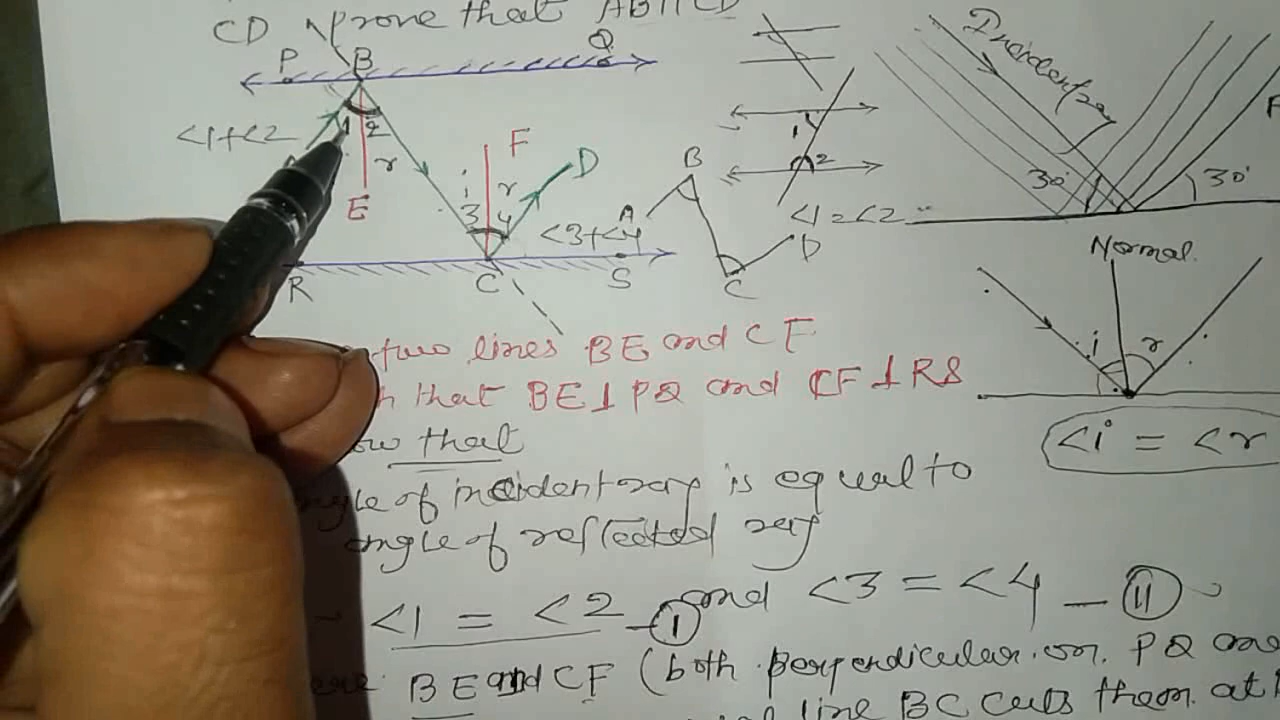 CD prove that AB || CD
P B Q
<1+<2
1 2
r
E
F
D
i r
3 4
<3+<4
R C S
A B
C D
1
2
<1 = <2
Incident ray
30° 30°
Normal
i r
<i = <r
two lines BE and CF
that BE ⊥ PQ and CF ⊥ RS
that
of incident ray is equal to
angle of reflected ray
<1 = <2 - (I) and <3 = <4 - (II)
BE and CF (both perpendicular on PQ
line BC cuts them at